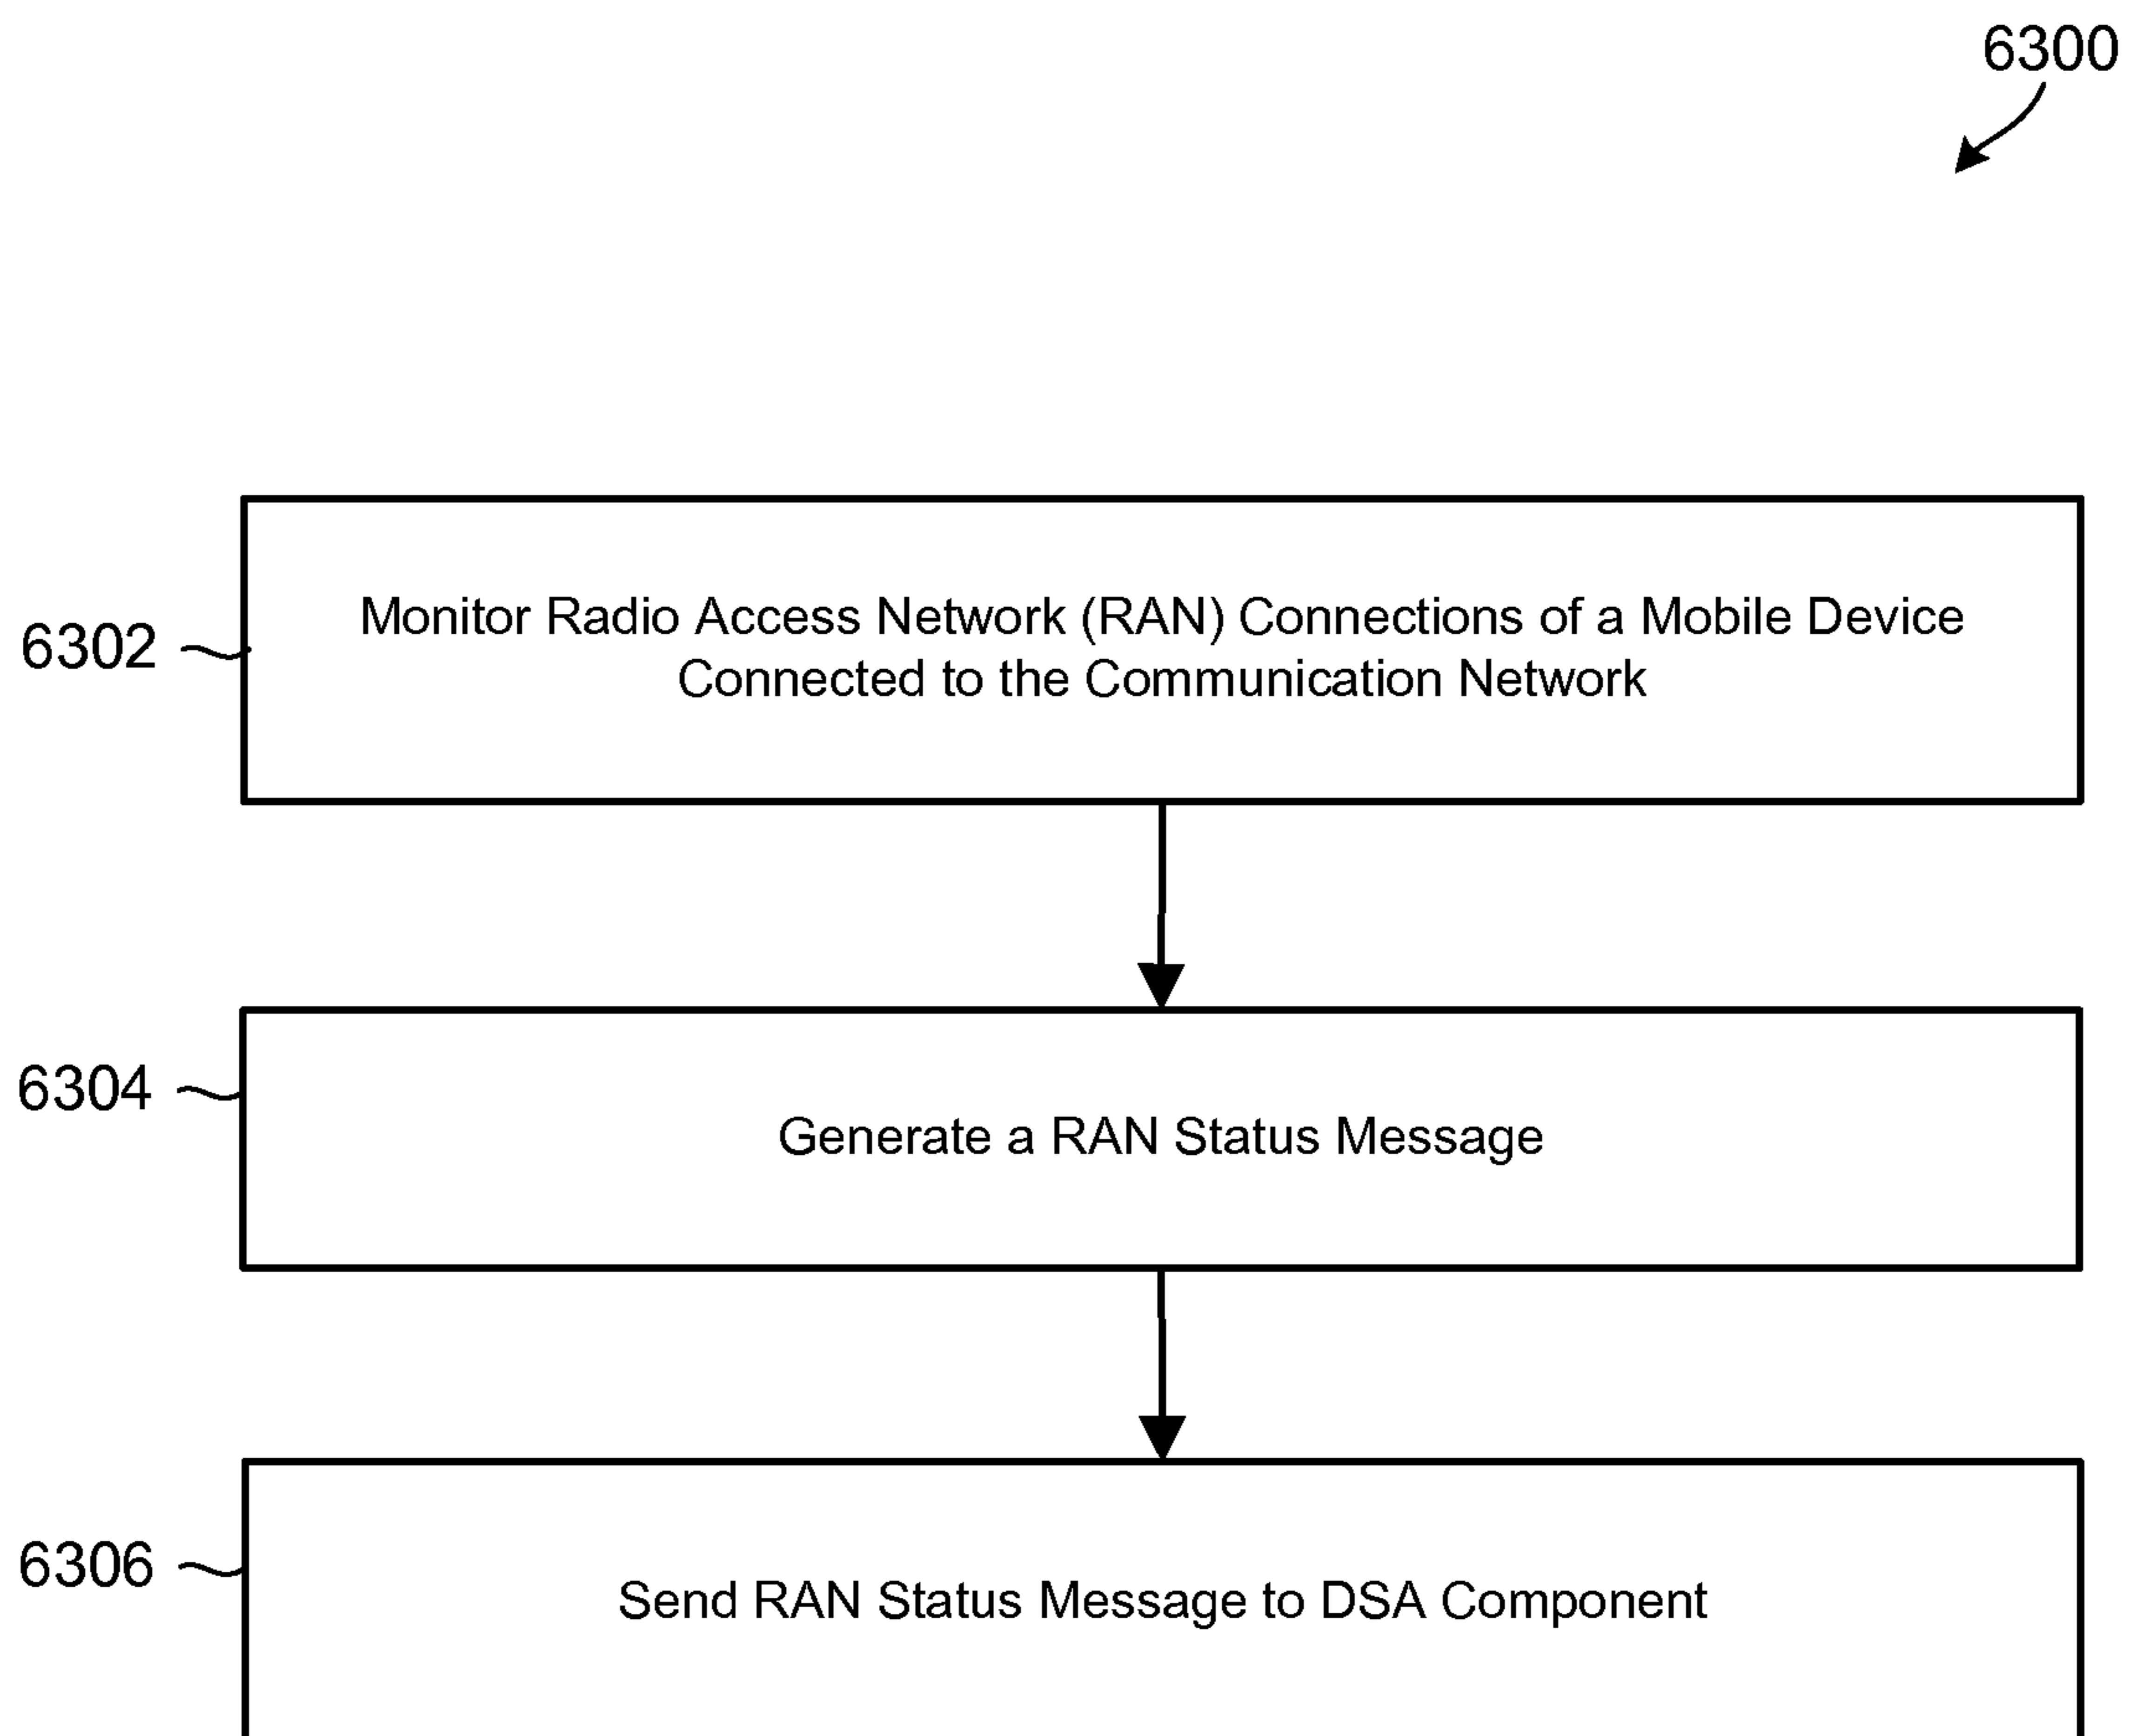 6300
6302
Monitor Radio Access Network (RAN) Connections of a Mobile Device
Connected to the Communication Network
6304
Generate a RAN Status Message
6306
Send RAN Status Message to DSA Component